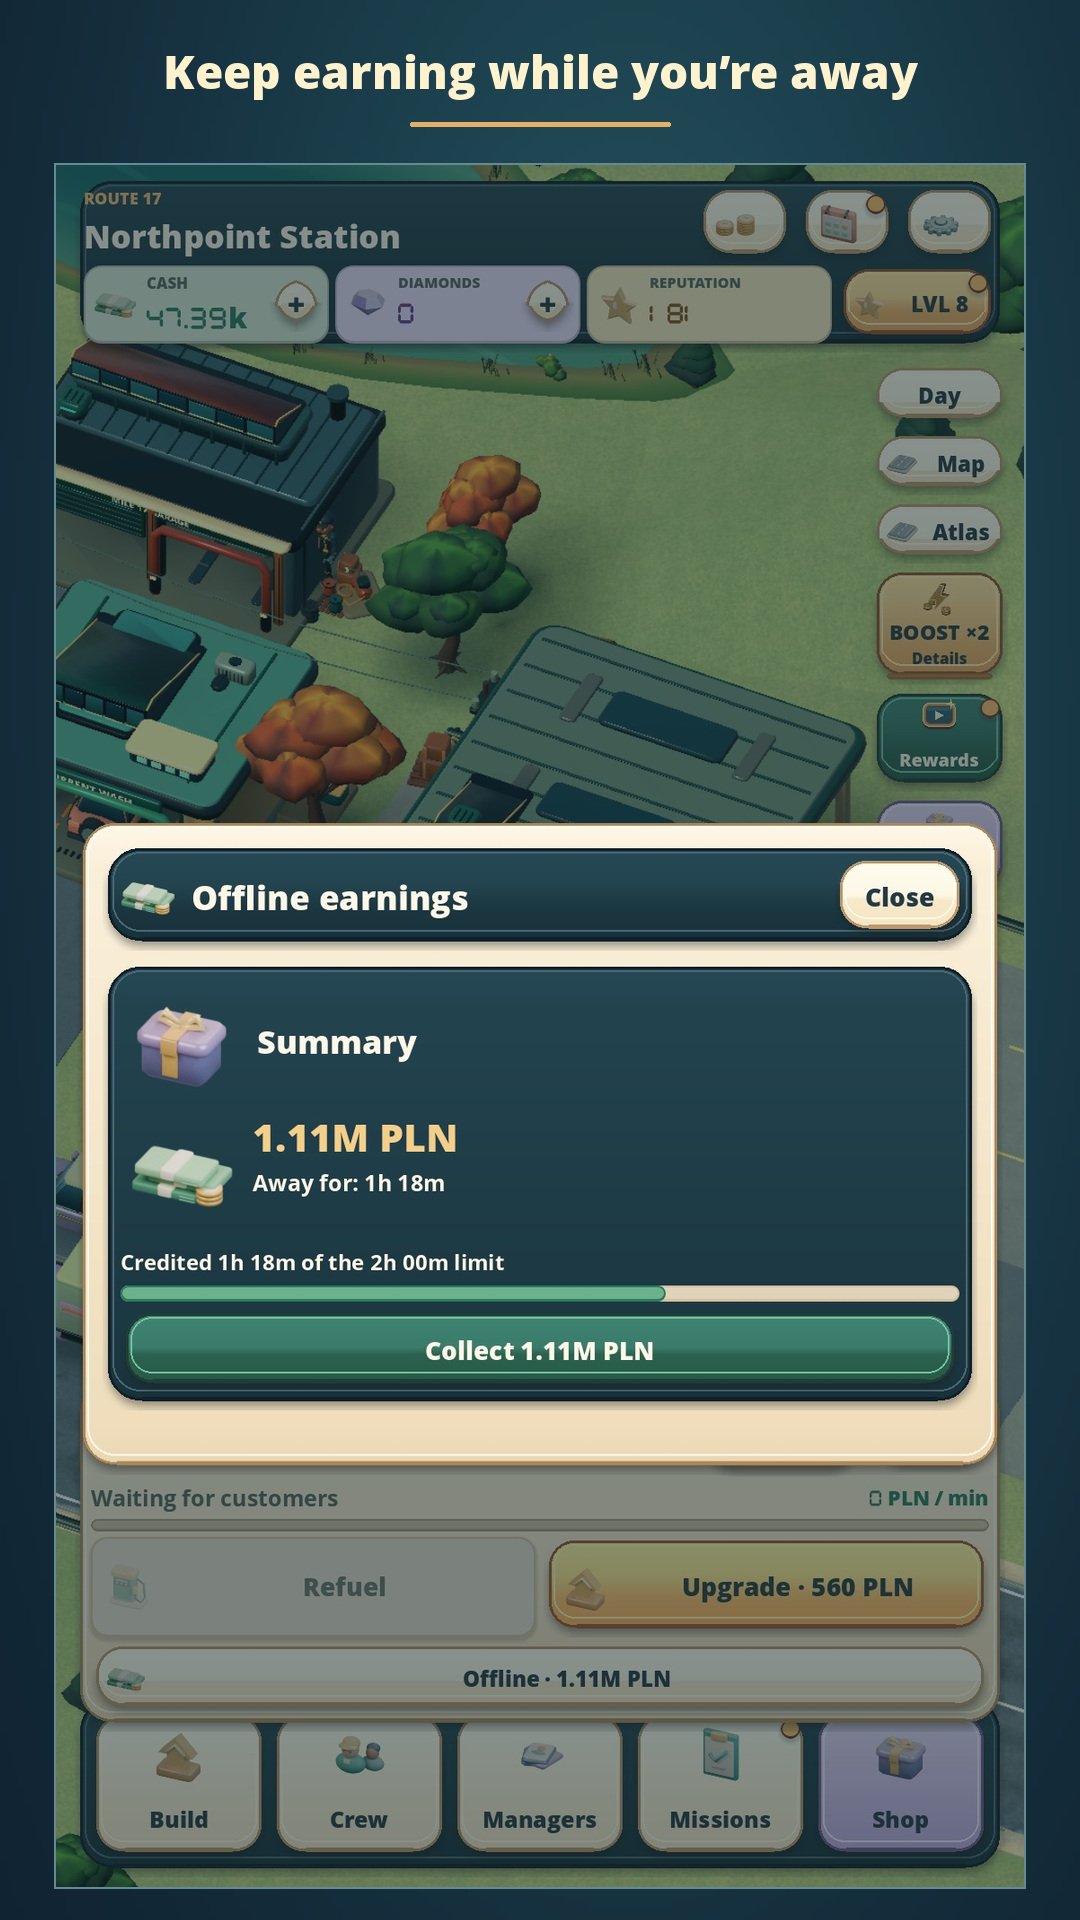 Keep earning while you’re away
ROUTE 17
Northpoint Station
CASH
47.39k
+
DIAMONDS
0
+
REPUTATION
181
LVL 8
Day
Map
Atlas
BOOST ×2
Details
Rewards
Offline earnings
Close
Summary
1.11M PLN
Away for: 1h 18m
Credited 1h 18m of the 2h 00m limit
Collect 1.11M PLN
Waiting for customers
0 PLN / min
Refuel
Upgrade · 560 PLN
Offline · 1.11M PLN
Build
Crew
Managers
Missions
Shop